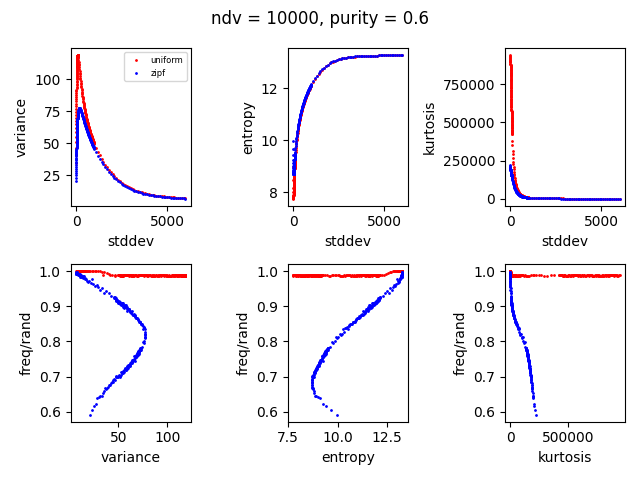 ndv = 10000, purity = 0.6
variance
100
75
50
25
uniform
zipf
0
5000
stddev
entropy
12
10
8
0
5000
stddev
kurtosis
750000
500000
250000
0
0
5000
stddev
freq/rand
1.0
0.9
0.8
0.7
0.6
50
100
variance
freq/rand
1.0
0.9
0.8
0.7
0.6
7.5
10.0
12.5
entropy
freq/rand
1.0
0.9
0.8
0.7
0.6
0
500000
kurtosis